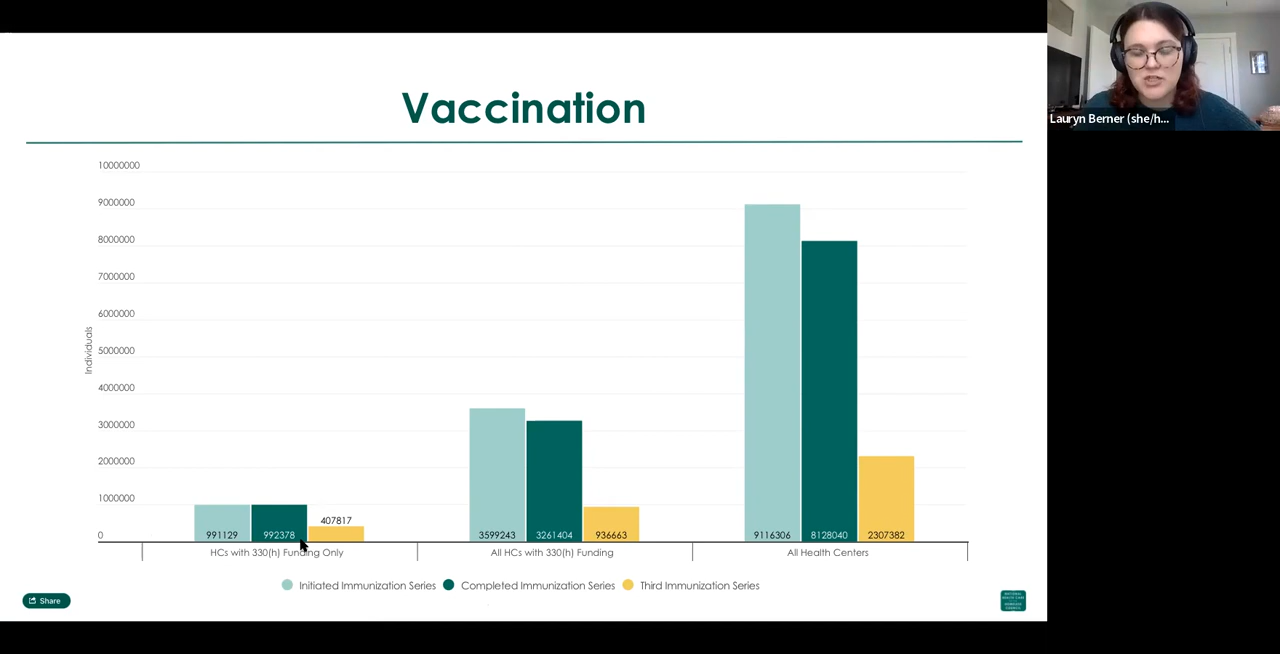 Vaccination
Lauryn Berner (she/h...
10000000
9000000
8000000
7000000
6000000
5000000
4000000
3000000
2000000
1000000
0
Individuals
991129
992378
407817
3599243
3261404
936663
9116306
8128040
2307382
HCs with 330(h) Funding Only
All HCs with 330(h) Funding
All Health Centers
Initiated Immunization Series
Completed Immunization Series
Third Immunization Series
Share